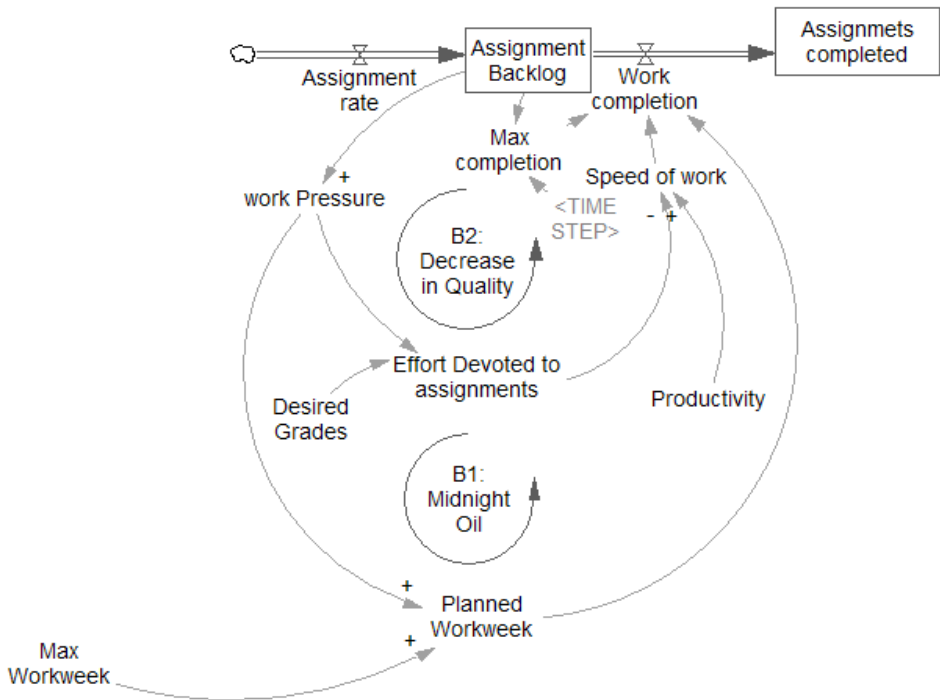 Assignment
rate
Assignment
Backlog
Work
completion
Assignmets
completed
Max
completion
+
work Pressure
Speed of work
<TIME
STEP>
- +
B2:
Decrease
in Quality
Effort Devoted to
assignments
Desired
Grades
Productivity
B1:
Midnight
Oil
+
Planned
Workweek
+
Max
Workweek